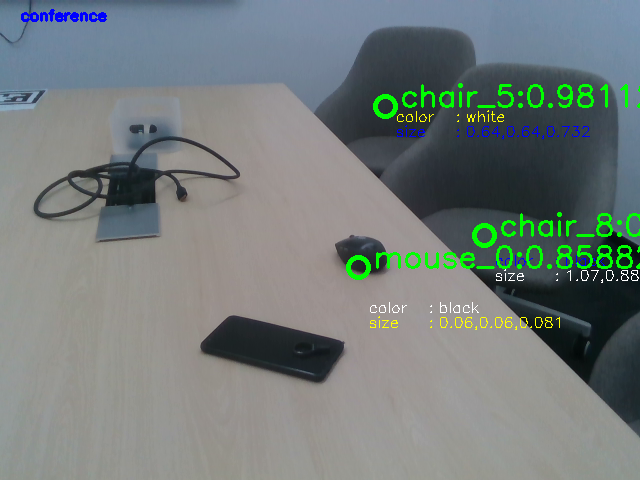 conference
chair_5:0.9811
color : white
size : 0.64,0.64,0.732
chair_8:0
mouse_0:0.8588
size : 1.07,0.88
color : black
size : 0.06,0.06,0.081